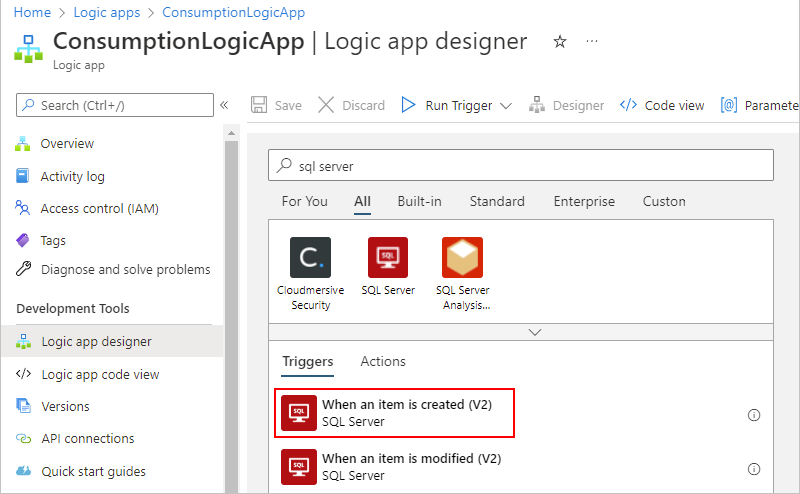 Home > Logic apps > ConsumptionLogicApp
ConsumptionLogicApp | Logic app designer
Logic app
Search (Ctrl+/)
Save Discard Run Trigger Designer Code view Paramete
Overview
Activity log
Access control (IAM)
Tags
Diagnose and solve problems
Development Tools
Logic app designer
Logic app code view
Versions
API connections
Quick start guides
sql server
For You All Built-in Standard Enterprise Custon
C. SQL
Cloudmersive Security
SQL Server
SQL Server Analysis...
Triggers Actions
SQL
When an item is created (V2)
SQL Server
SQL
When an item is modified (V2)
SQL Server